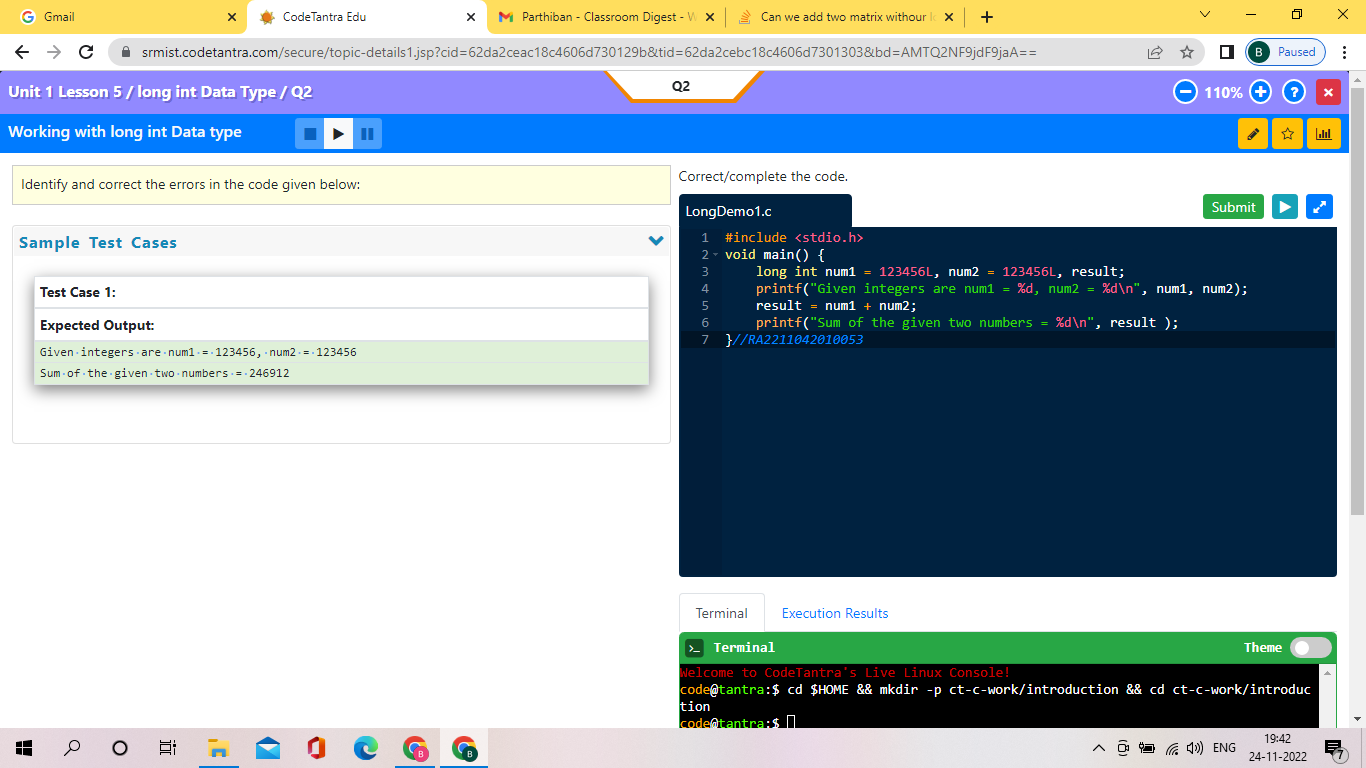 Gmail
CodeTantra Edu
Parthiban - Classroom Digest - W
Can we add two matrix withour l
srmist.codetantra.com/secure/topic-details1.jsp?cid=62da2ceac18c4606d730129b&tid=62da2cebc18c4606d7301303&bd=AMTQ2NF9jdF9jaA==
B Paused
Unit 1 Lesson 5 / long int Data Type / Q2
Q2
110%
?
Working with long int Data type
Identify and correct the errors in the code given below:
Sample Test Cases
Test Case 1:
Expected Output:
Given·integers·are·num1·=·123456,·num2·=·123456
Sum·of·the·given·two·numbers·=·246912
Correct/complete the code.
LongDemo1.c
Submit
1 #include <stdio.h>
2 void main() {
3 long int num1 = 123456L, num2 = 123456L, result;
4 printf("Given integers are num1 = %d, num2 = %d\n", num1, num2);
5 result = num1 + num2;
6 printf("Sum of the given two numbers = %d\n", result );
7 }//RA2211042010053
Terminal
Execution Results
>_ Terminal
Theme
Welcome to CodeTantra's Live Linux Console!
code@tantra:$ cd $HOME && mkdir -p ct-c-work/introduction && cd ct-c-work/introduc
tion
code@tantra:$
B
B
ENG
19:42
24-11-2022
7